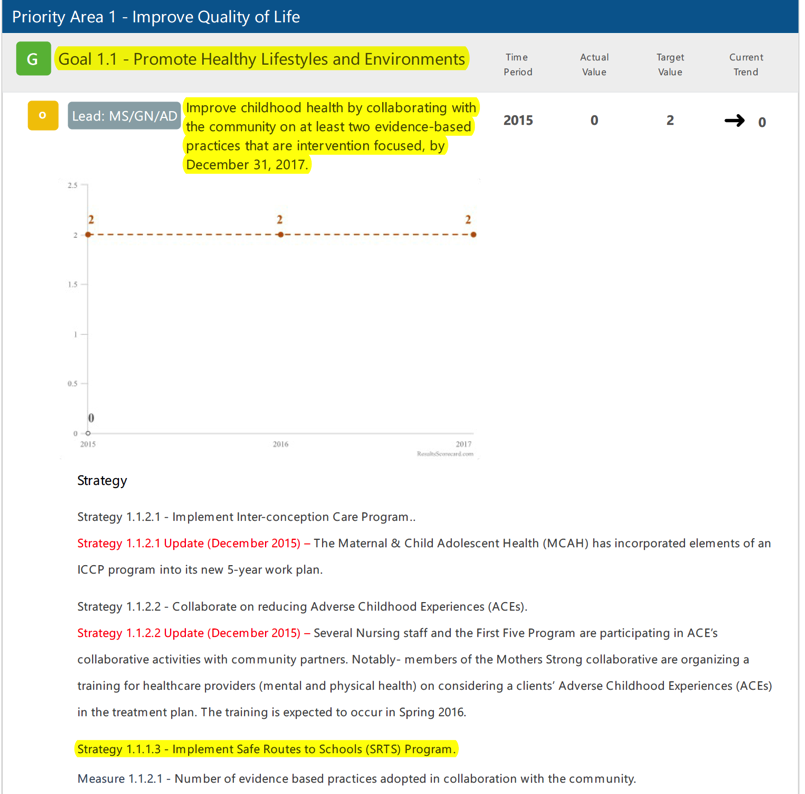 Priority Area 1 - Improve Quality of Life
G
Goal 1.1 - Promote Healthy Lifestyles and Environments
Time Period
Actual Value
Target Value
Current Trend
O
Lead: MS/GN/AD
Improve childhood health by collaborating with
the community on at least two evidence-based
practices that are intervention focused, by
December 31, 2017.
2015
0
2
0
2.5
2
1.5
1
0.5
0
2
2
2
0
2015
2016
2017
ResultsScorecard.com
Strategy
Strategy 1.1.2.1 - Implement Inter-conception Care Program..
Strategy 1.1.2.1 Update (December 2015) – The Maternal & Child Adolescent Health (MCAH) has incorporated elements of an
ICCP program into its new 5-year work plan.
Strategy 1.1.2.2 - Collaborate on reducing Adverse Childhood Experiences (ACEs).
Strategy 1.1.2.2 Update (December 2015) – Several Nursing staff and the First Five Program are participating in ACE’s
collaborative activities with community partners. Notably- members of the Mothers Strong collaborative are organizing a
training for healthcare providers (mental and physical health) on considering a clients’ Adverse Childhood Experiences (ACEs)
in the treatment plan. The training is expected to occur in Spring 2016.
Strategy 1.1.1.3 - Implement Safe Routes to Schools (SRTS) Program.
Measure 1.1.2.1 - Number of evidence based practices adopted in collaboration with the community.